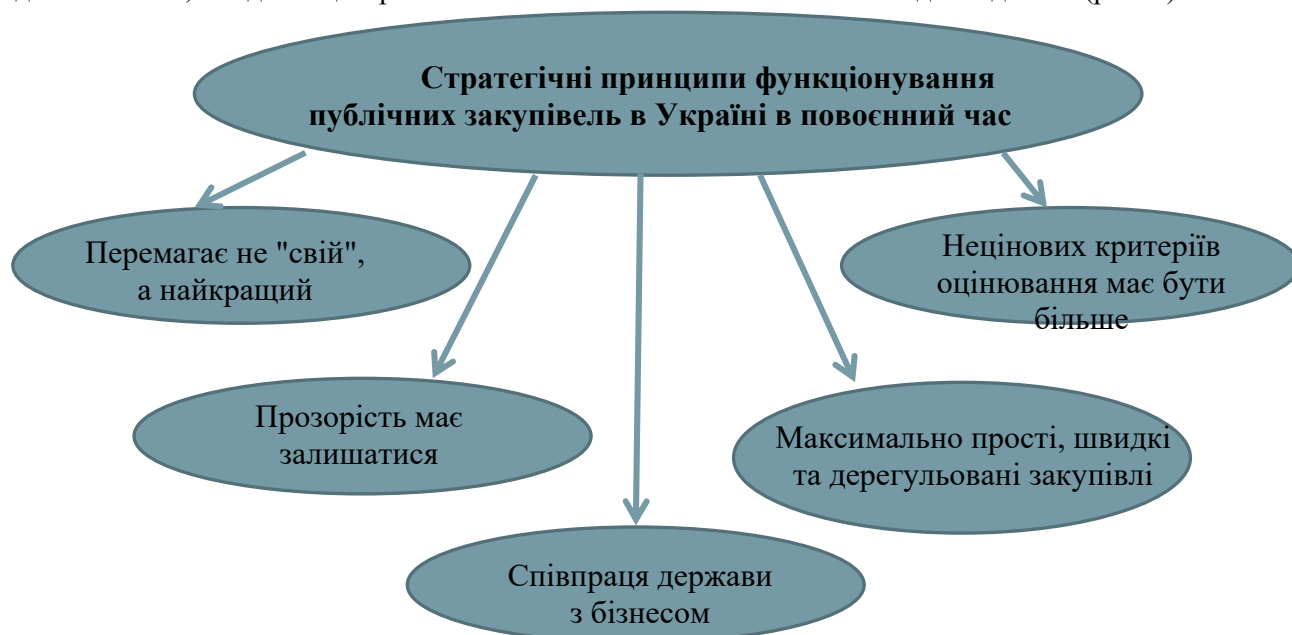 Стратегічні принципи функціонування
публічних закупівель в Україні в повоєнний час
Перемагає не "свій",
а найкращий
Нецінових критеріїв
оцінювання має бути
більше
Прозорість має
залишатися
Максимально прості, швидкі
та дерегульовані закупівлі
Співпраця держави
з бізнесом